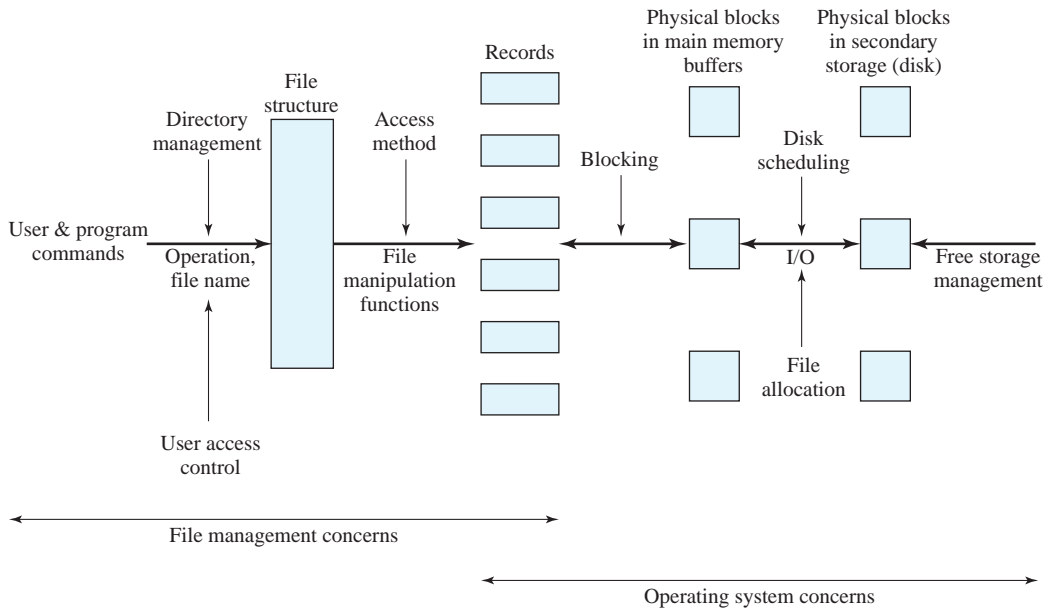 Physical blocks
in main memory
buffers
Physical blocks
in secondary
storage (disk)
Records
File
structure
Directory
management
Access
method
Blocking
Disk
scheduling
User & program
commands
Operation,
file name
File
manipulation
functions
I/O
Free storage
management
File
allocation
User access
control
File management concerns
Operating system concerns